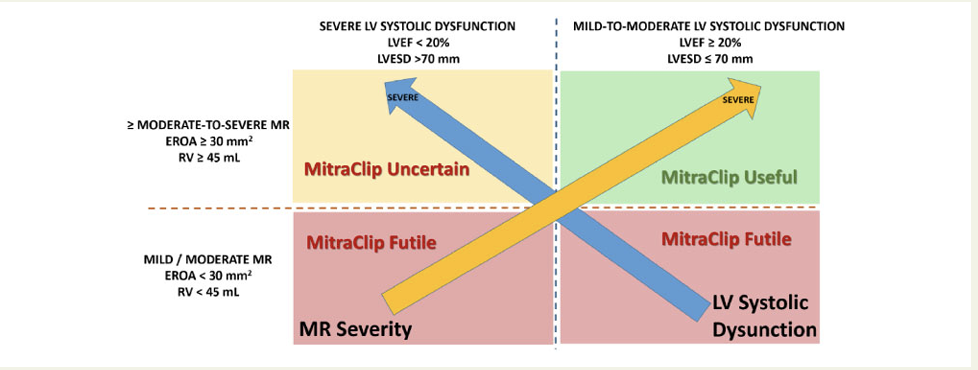 SEVERE LV SYSTOLIC DYSFUNCTION
LVEF < 20%
LVESD >70 mm
MILD-TO-MODERATE LV SYSTOLIC DYSFUNCTION
LVEF ≥ 20%
LVESD ≤ 70 mm
≥ MODERATE-TO-SEVERE MR
EROA ≥ 30 mm²
RV ≥ 45 mL
SEVERE
SEVERE
MitraClip Uncertain
MitraClip Useful
MILD / MODERATE MR
EROA < 30 mm²
RV < 45 mL
MitraClip Futile
MitraClip Futile
MR Severity
LV Systolic
Dysunction